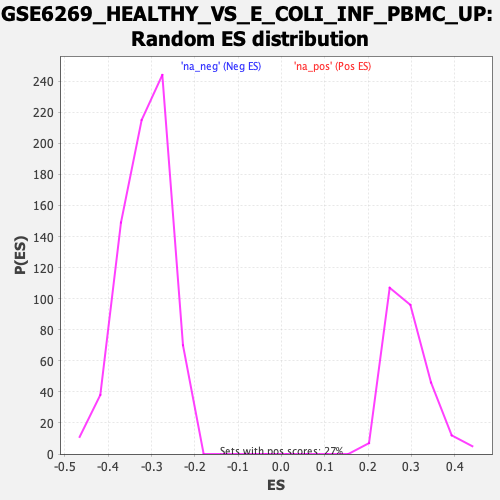 GSE6269_HEALTHY_VS_E_COLI_INF_PBMC_UP:
Random ES distribution
'na_neg' (Neg ES) 'na_pos' (Pos ES)
240
220
200
180
160
140
120
100
80
60
40
20
0
P(ES)
Sets with pos scores: 27%
-0.5 -0.4 -0.3 -0.2 -0.1 0.0 0.1 0.2 0.3 0.4
ES